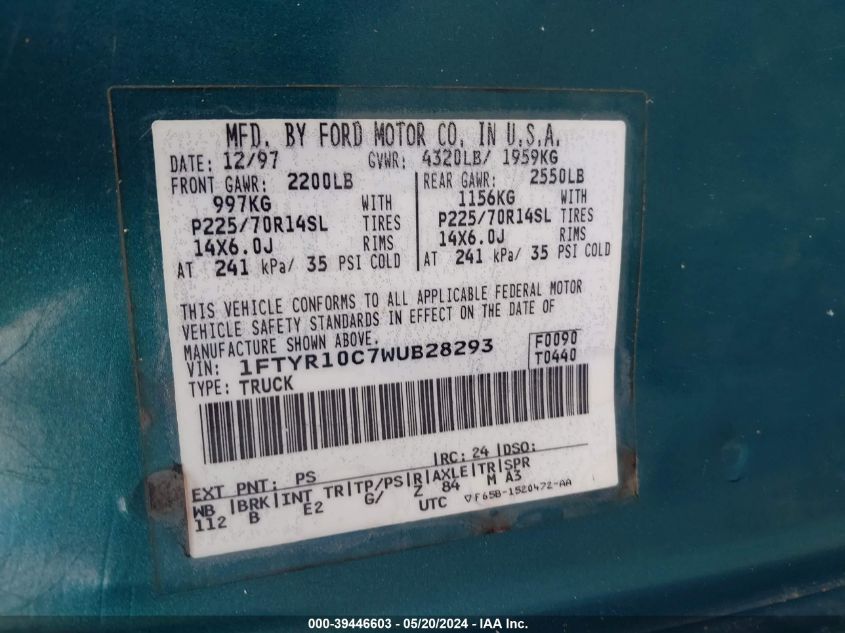 MFD. BY FORD MOTOR CO. IN U.S.A.
DATE: 12/97 GVWR: 4320LB/ 1959KG
FRONT GAWR: 2200LB REAR GAWR: 2550LB
997KG WITH 1156KG WITH
P225/70R14SL TIRES P225/70R14SL TIRES
14X6.0J RIMS 14X6.0J RIMS
AT 241 kPa/ 35 PSI COLD AT 241 kPa/ 35 PSI COLD
THIS VEHICLE CONFORMS TO ALL APPLICABLE FEDERAL MOTOR
VEHICLE SAFETY STANDARDS IN EFFECT ON THE DATE OF
MANUFACTURE SHOWN ABOVE.
VIN: 1FTYR10C7WUB28293 F0090
TYPE: TRUCK T0440
EXT PNT: PS RC: 24 DSO:
WB BRK INT TR TP/PS R AXLE TR SPR
112 B E2 G/ Z 84 M A3
UTC ▽F65B-1520472-AA
000-39446603 - 05/20/2024 - IAA Inc.